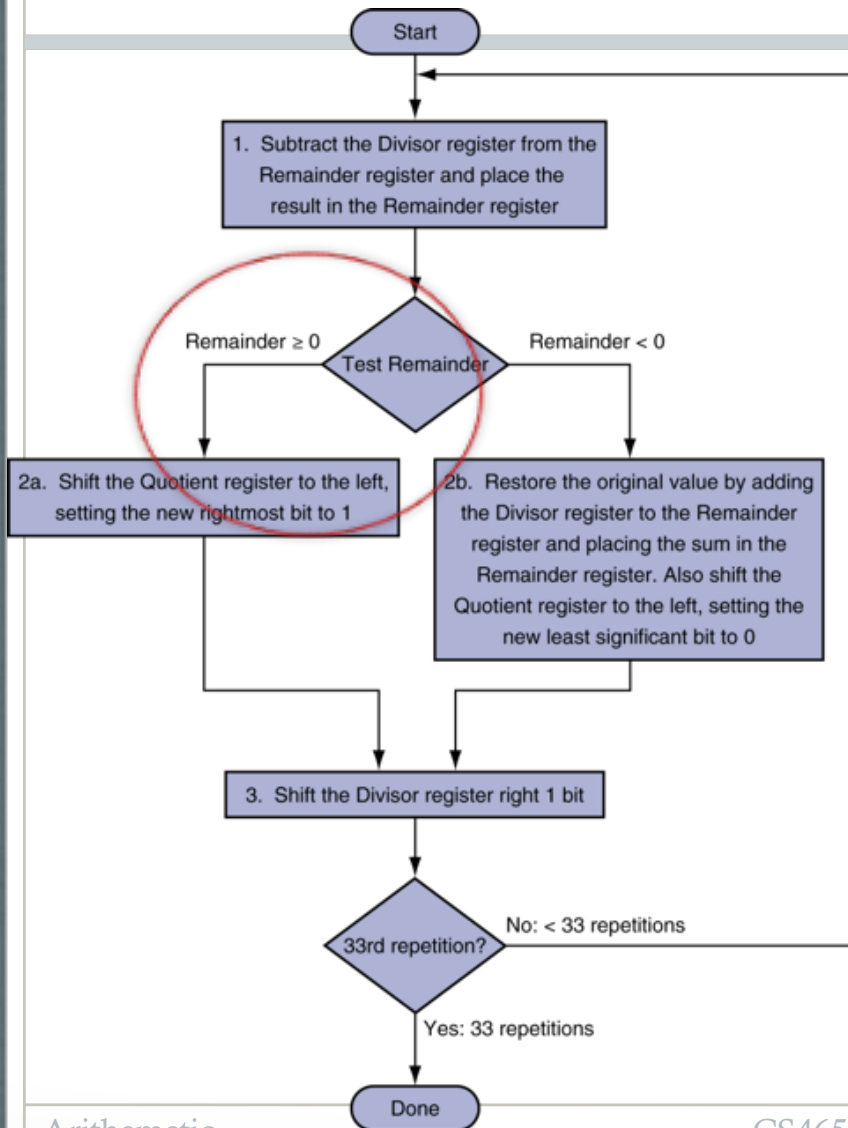 Start
1. Subtract the Divisor register from the
Remainder register and place the
result in the Remainder register
Remainder ≥ 0
Test Remainder
Remainder < 0
2a. Shift the Quotient register to the left,
setting the new rightmost bit to 1
2b. Restore the original value by adding
the Divisor register to the Remainder
register and placing the sum in the
Remainder register. Also shift the
Quotient register to the left, setting the
new least significant bit to 0
3. Shift the Divisor register right 1 bit
33rd repetition?
No: < 33 repetitions
Yes: 33 repetitions
Done
CS465